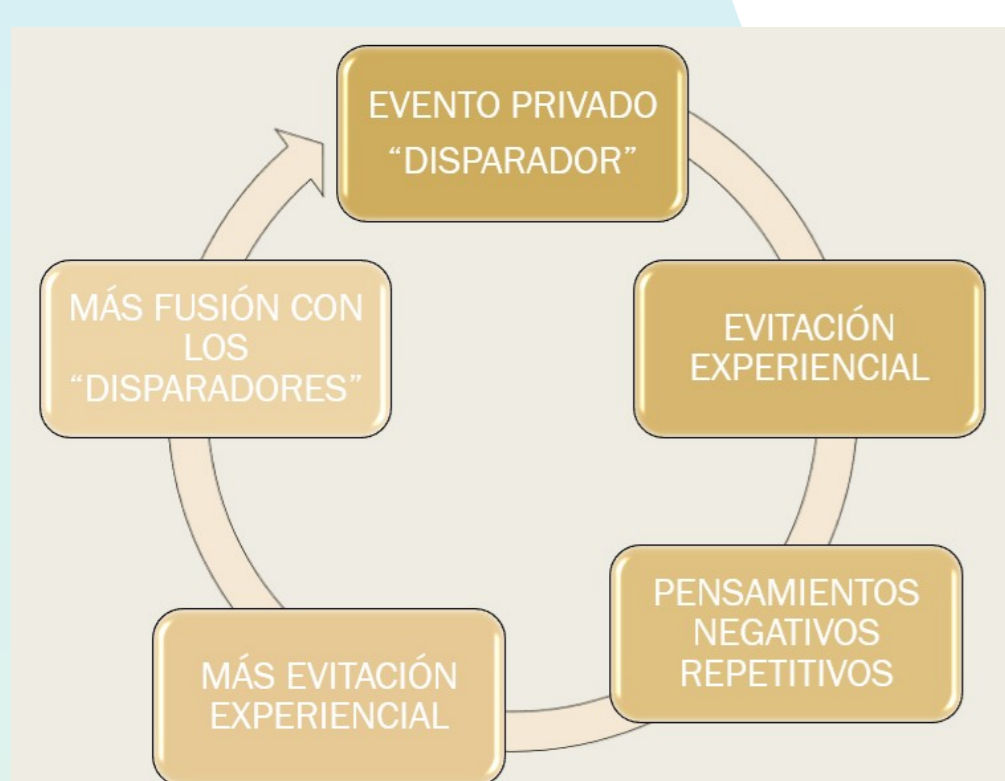 EVENTO PRIVADO
“DISPARADOR”
EVITACIÓN
EXPERIENCIAL
PENSAMIENTOS
NEGATIVOS
REPETITIVOS
MÁS EVITACIÓN
EXPERIENCIAL
MÁS FUSIÓN CON
LOS
“DISPARADORES”